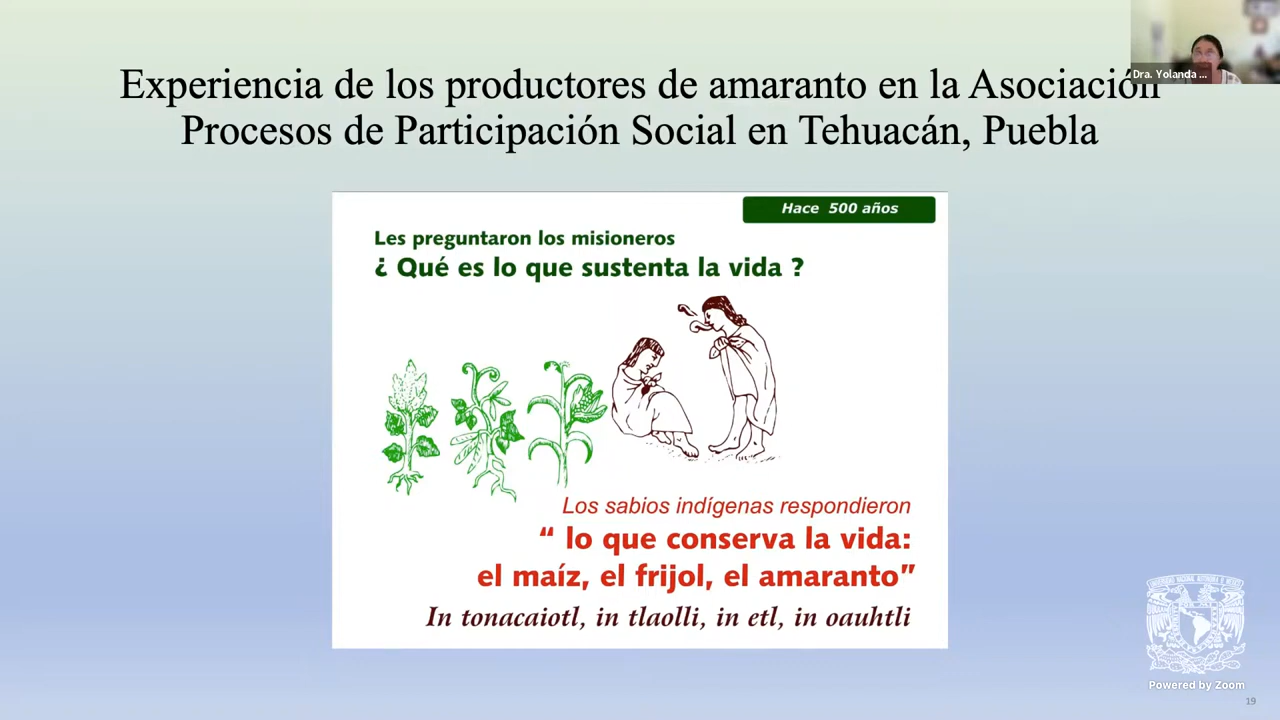 Experiencia de los productores de amaranto en la Asociación
Procesos de Participación Social en Tehuacán, Puebla
Dra. Yolanda ...
Hace 500 años
Les preguntaron los misioneros
¿ Qué es lo que sustenta la vida ?
Los sabios indígenas respondieron
“ lo que conserva la vida:
el maíz, el frijol, el amaranto”
In tonacaiotl, in tlaolli, in etl, in oauhtli
Powered by Zoom
19